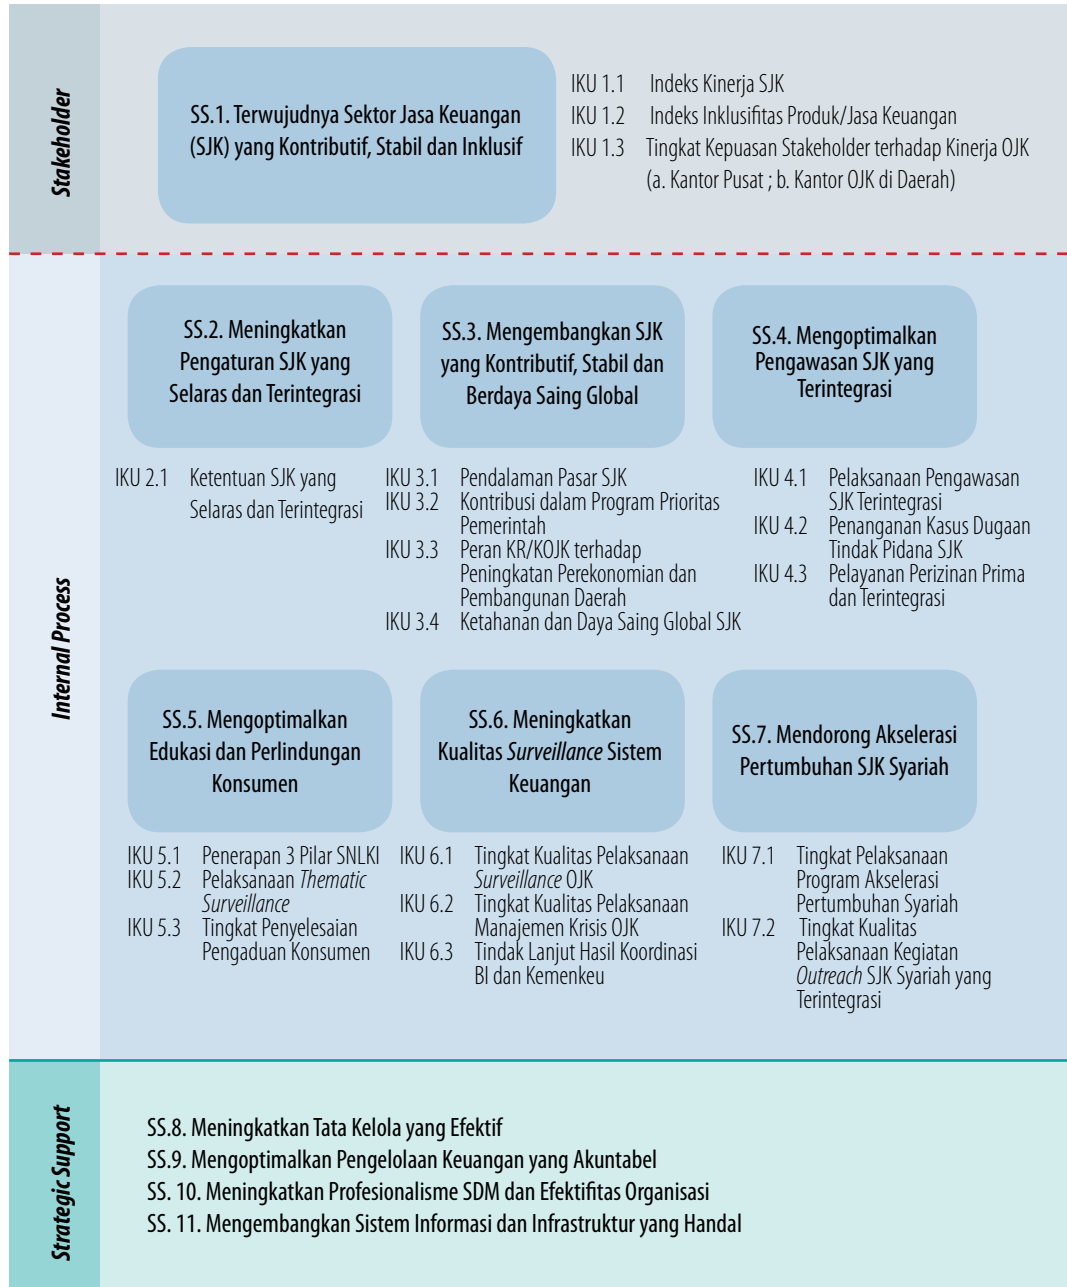 Stakeholder
SS.1. Terwujudnya Sektor Jasa Keuangan
(SJK) yang Kontributif, Stabil dan Inklusif
IKU 1.1 Indeks Kinerja SJK
IKU 1.2 Indeks Inklusifitas Produk/Jasa Keuangan
IKU 1.3 Tingkat Kepuasan Stakeholder terhadap Kinerja OJK
(a. Kantor Pusat ; b. Kantor OJK di Daerah)
Internal Process
SS.2. Meningkatkan
Pengaturan SJK yang
Selaras dan Terintegrasi
IKU 2.1 Ketentuan SJK yang
Selaras dan Terintegrasi
SS.3. Mengembangkan SJK
yang Kontributif, Stabil dan
Berdaya Saing Global
IKU 3.1 Pendalaman Pasar SJK
IKU 3.2 Kontribusi dalam Program Prioritas
Pemerintah
IKU 3.3 Peran KR/KOJK terhadap
Peningkatan Perekonomian dan
Pembangunan Daerah
IKU 3.4 Ketahanan dan Daya Saing Global SJK
SS.4. Mengoptimalkan
Pengawasan SJK yang
Terintegrasi
IKU 4.1 Pelaksanaan Pengawasan
SJK Terintegrasi
IKU 4.2 Penanganan Kasus Dugaan
Tindak Pidana SJK
IKU 4.3 Pelayanan Perizinan Prima
dan Terintegrasi
SS.5. Mengoptimalkan
Edukasi dan Perlindungan
Konsumen
IKU 5.1 Penerapan 3 Pilar SNLKI
IKU 5.2 Pelaksanaan Thematic
Surveillance
IKU 5.3 Tingkat Penyelesaian
Pengaduan Konsumen
SS.6. Meningkatkan
Kualitas Surveillance Sistem
Keuangan
IKU 6.1 Tingkat Kualitas Pelaksanaan
Surveillance OJK
IKU 6.2 Tingkat Kualitas Pelaksanaan
Manajemen Krisis OJK
IKU 6.3 Tindak Lanjut Hasil Koordinasi
BI dan Kemenkeu
SS.7. Mendorong Akselerasi
Pertumbuhan SJK Syariah
IKU 7.1 Tingkat Pelaksanaan
Program Akselerasi
Pertumbuhan Syariah
IKU 7.2 Tingkat Kualitas
Pelaksanaan Kegiatan
Outreach SJK Syariah yang
Terintegrasi
Strategic Support
SS.8. Meningkatkan Tata Kelola yang Efektif
SS.9. Mengoptimalkan Pengelolaan Keuangan yang Akuntabel
SS. 10. Meningkatkan Profesionalisme SDM dan Efektifitas Organisasi
SS. 11. Mengembangkan Sistem Informasi dan Infrastruktur yang Handal